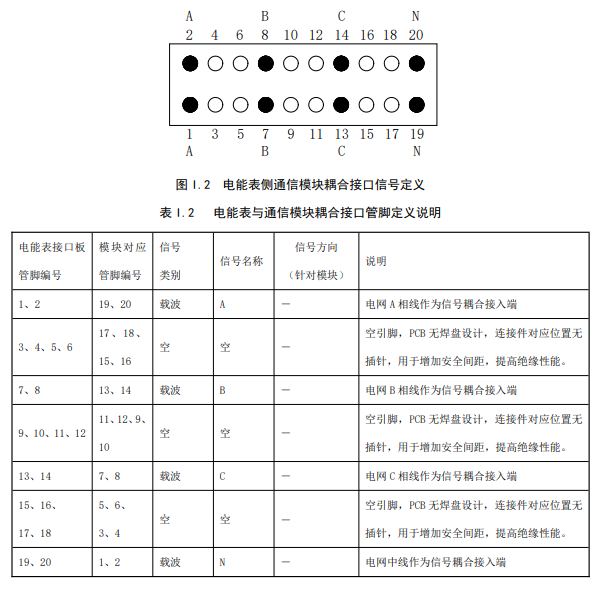 A B C N
2 4 6 8 10 12 14 16 18 20
1 3 5 7 9 11 13 15 17 19
A B C N
图 I.2 电能表侧通信模块耦合接口信号定义
表 I.2 电能表与通信模块耦合接口管脚定义说明
电能表接口板 模块对应 信号 信号名称 信号方向 说明
管脚编号 管脚编号 类别 （针对模块）
1、2 19、20 载波 A — 电网 A 相线作为信号耦合接入端
3、4、5、6 17、18、 空 空 — 空引脚，PCB 无焊盘设计，连接件对应位置无
15、16 插针，用于增加安全间距，提高绝缘性能。
7、8 13、14 载波 B — 电网 B 相线作为信号耦合接入端
9、10、11、12 11、12、9、 空 空 — 空引脚，PCB 无焊盘设计，连接件对应位置无
10 插针，用于增加安全间距，提高绝缘性能。
13、14 7、8 载波 C — 电网 C 相线作为信号耦合接入端
15、16、 5、6、 空 空 — 空引脚，PCB 无焊盘设计，连接件对应位置无
17、18 3、4 插针，用于增加安全间距，提高绝缘性能。
19、20 1、2 载波 N — 电网中线作为信号耦合接入端